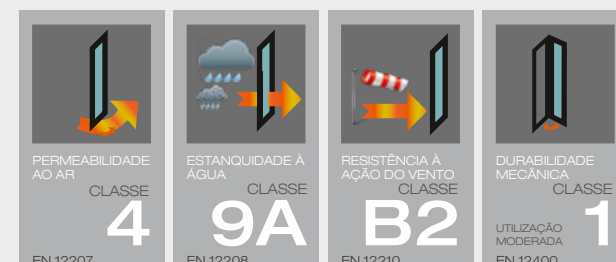 PERMEABILIDADE
AO AR
CLASSE
4
EN 12207
ESTANQUIDADE À
ÁGUA
CLASSE
9A
EN 12208
RESISTÊNCIA À
AÇÃO DO VENTO
CLASSE
B2
EN 12210
DURABILIDADE
MECÂNICA
CLASSE
UTILIZAÇÃO
MODERADA
1
EN 12400